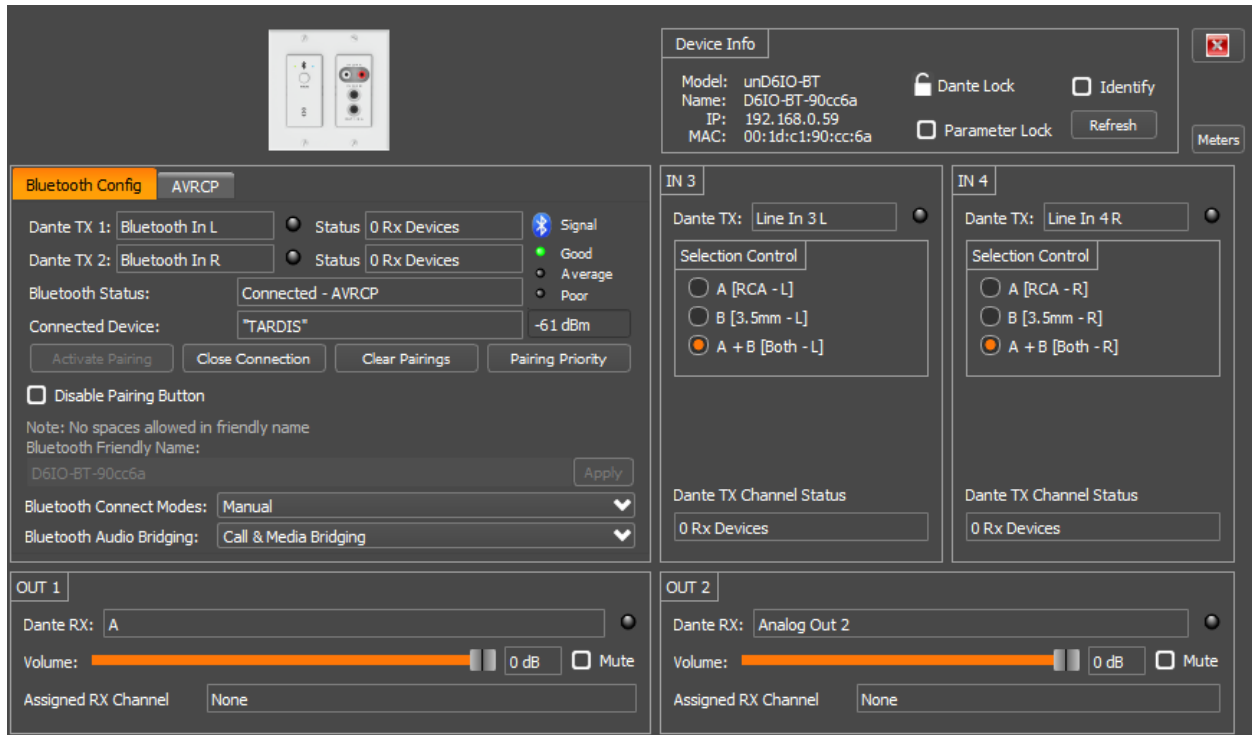 Device Info
Model: unD6IO-BT
Name: D6IO-BT-90cc6a
IP: 192.168.0.59
MAC: 00:1d:c1:90:cc:6a
Dante Lock
Identify
Parameter Lock
Refresh
Meters
Bluetooth Config
AVRCP
Dante TX 1: Bluetooth In L
Status 0 Rx Devices
Signal
Dante TX 2: Bluetooth In R
Status 0 Rx Devices
Good
Average
Poor
Bluetooth Status: Connected - AVRCP
Connected Device: "TARDIS"
-61 dBm
Activate Pairing
Close Connection
Clear Pairings
Pairing Priority
Disable Pairing Button
Note: No spaces allowed in friendly name
Bluetooth Friendly Name:
D6IO-BT-90cc6a
Apply
Bluetooth Connect Modes: Manual
Bluetooth Audio Bridging: Call & Media Bridging
IN 3
Dante TX: Line In 3 L
Selection Control
A [RCA - L]
B [3.5mm - L]
A + B [Both - L]
Dante TX Channel Status
0 Rx Devices
IN 4
Dante TX: Line In 4 R
Selection Control
A [RCA - R]
B [3.5mm - R]
A + B [Both - R]
Dante TX Channel Status
0 Rx Devices
OUT 1
Dante RX: A
Volume: 0 dB Mute
Assigned RX Channel None
OUT 2
Dante RX: Analog Out 2
Volume: 0 dB Mute
Assigned RX Channel None